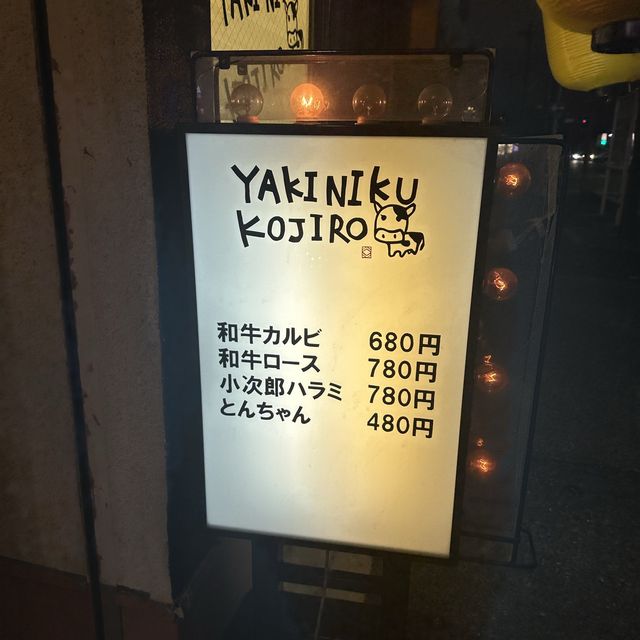 YAKINIKU
KOJIRO
YAKINIKU
KOJIRO
和牛カルビ 680円
和牛ロース 780円
小次郎ハラミ 780円
とんちゃん 480円